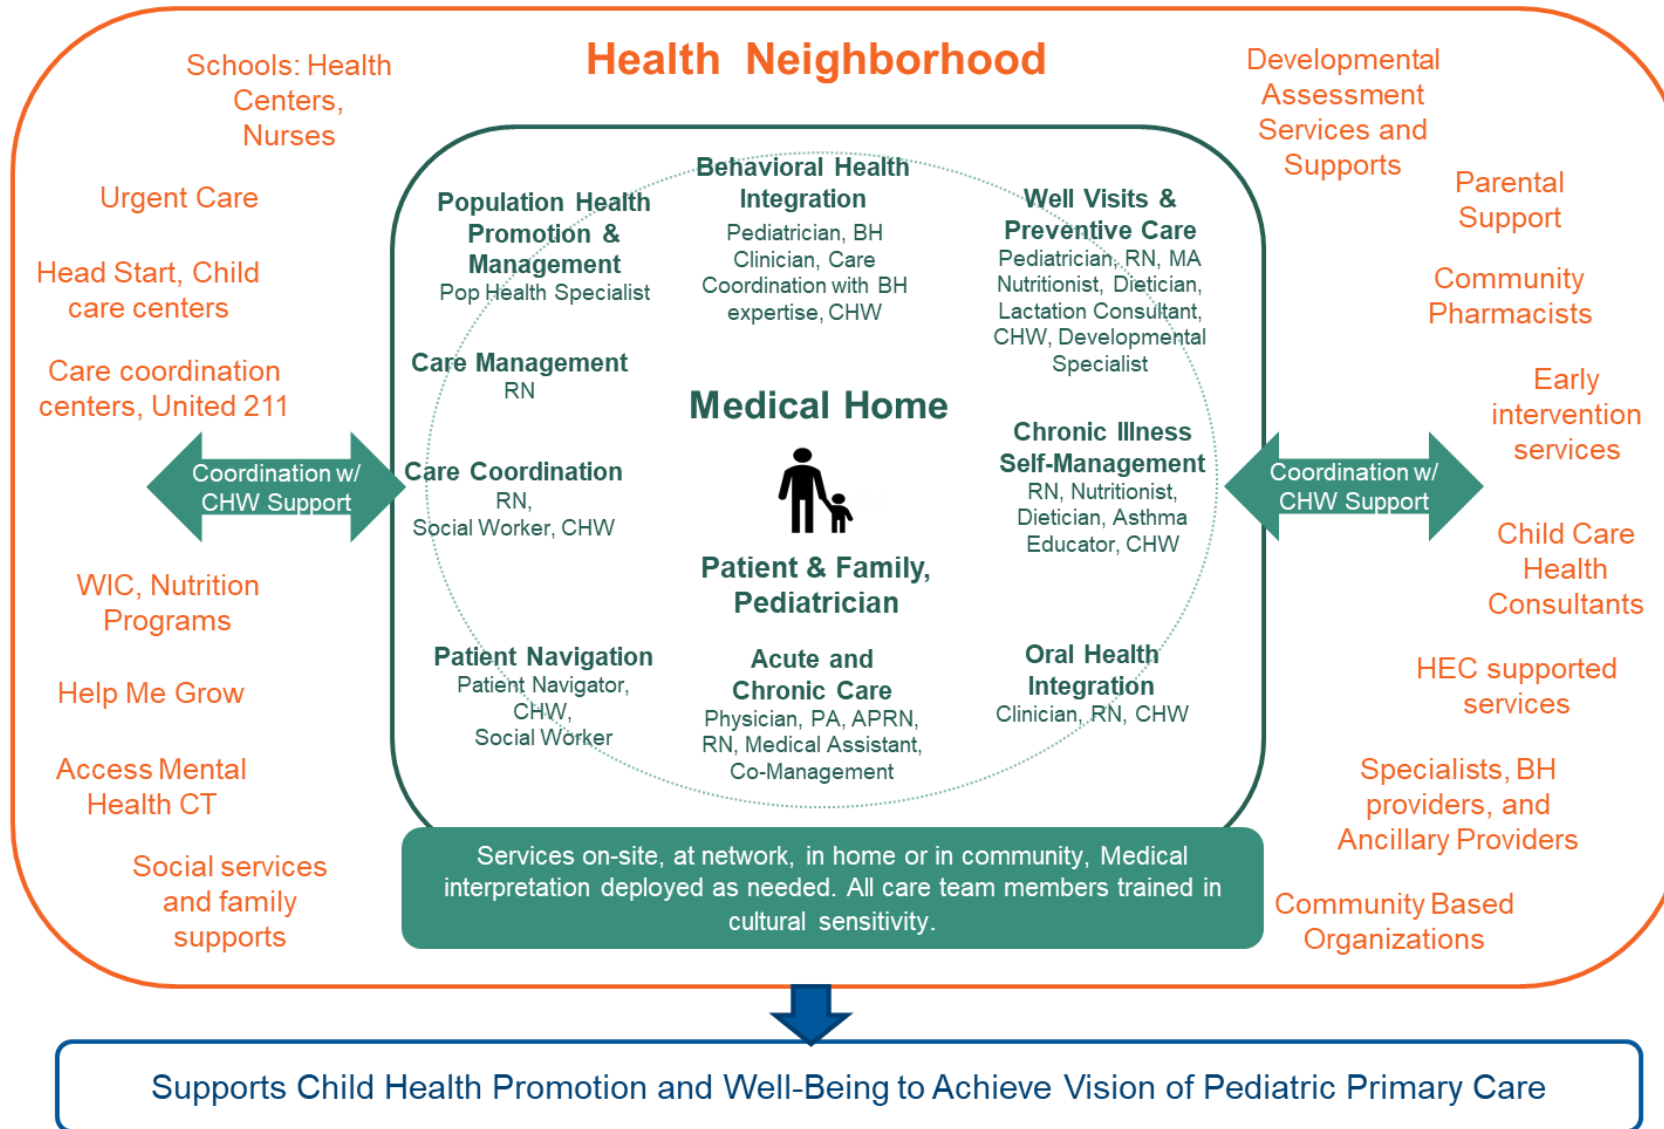 Health Neighborhood
Schools: Health
Centers,
Nurses
Urgent Care
Head Start, Child
care centers
Care coordination
centers, United 211
Coordination w/
CHW Support
WIC, Nutrition
Programs
Help Me Grow
Access Mental
Health CT
Social services
and family
supports
Population Health
Promotion &
Management
Pop Health Specialist
Care Management
RN
Care Coordination
RN,
Social Worker, CHW
Patient Navigation
Patient Navigator,
CHW,
Social Worker
Behavioral Health
Integration
Pediatrician, BH
Clinician, Care
Coordination with BH
expertise, CHW
Medical Home
Patient & Family,
Pediatrician
Acute and
Chronic Care
Physician, PA, APRN,
RN, Medical Assistant,
Co-Management
Well Visits &
Preventive Care
Pediatrician, RN, MA
Nutritionist, Dietician,
Lactation Consultant,
CHW, Developmental
Specialist
Chronic Illness
Self-Management
RN, Nutritionist,
Dietician, Asthma
Educator, CHW
Oral Health
Integration
Clinician, RN, CHW
Services on-site, at network, in home or in community, Medical
interpretation deployed as needed. All care team members trained in
cultural sensitivity.
Developmental
Assessment
Services and
Supports
Parental
Support
Community
Pharmacists
Early
intervention
services
Coordination w/
CHW Support
Child Care
Health
Consultants
HEC supported
services
Specialists, BH
providers, and
Ancillary Providers
Community Based
Organizations
Supports Child Health Promotion and Well-Being to Achieve Vision of Pediatric Primary Care